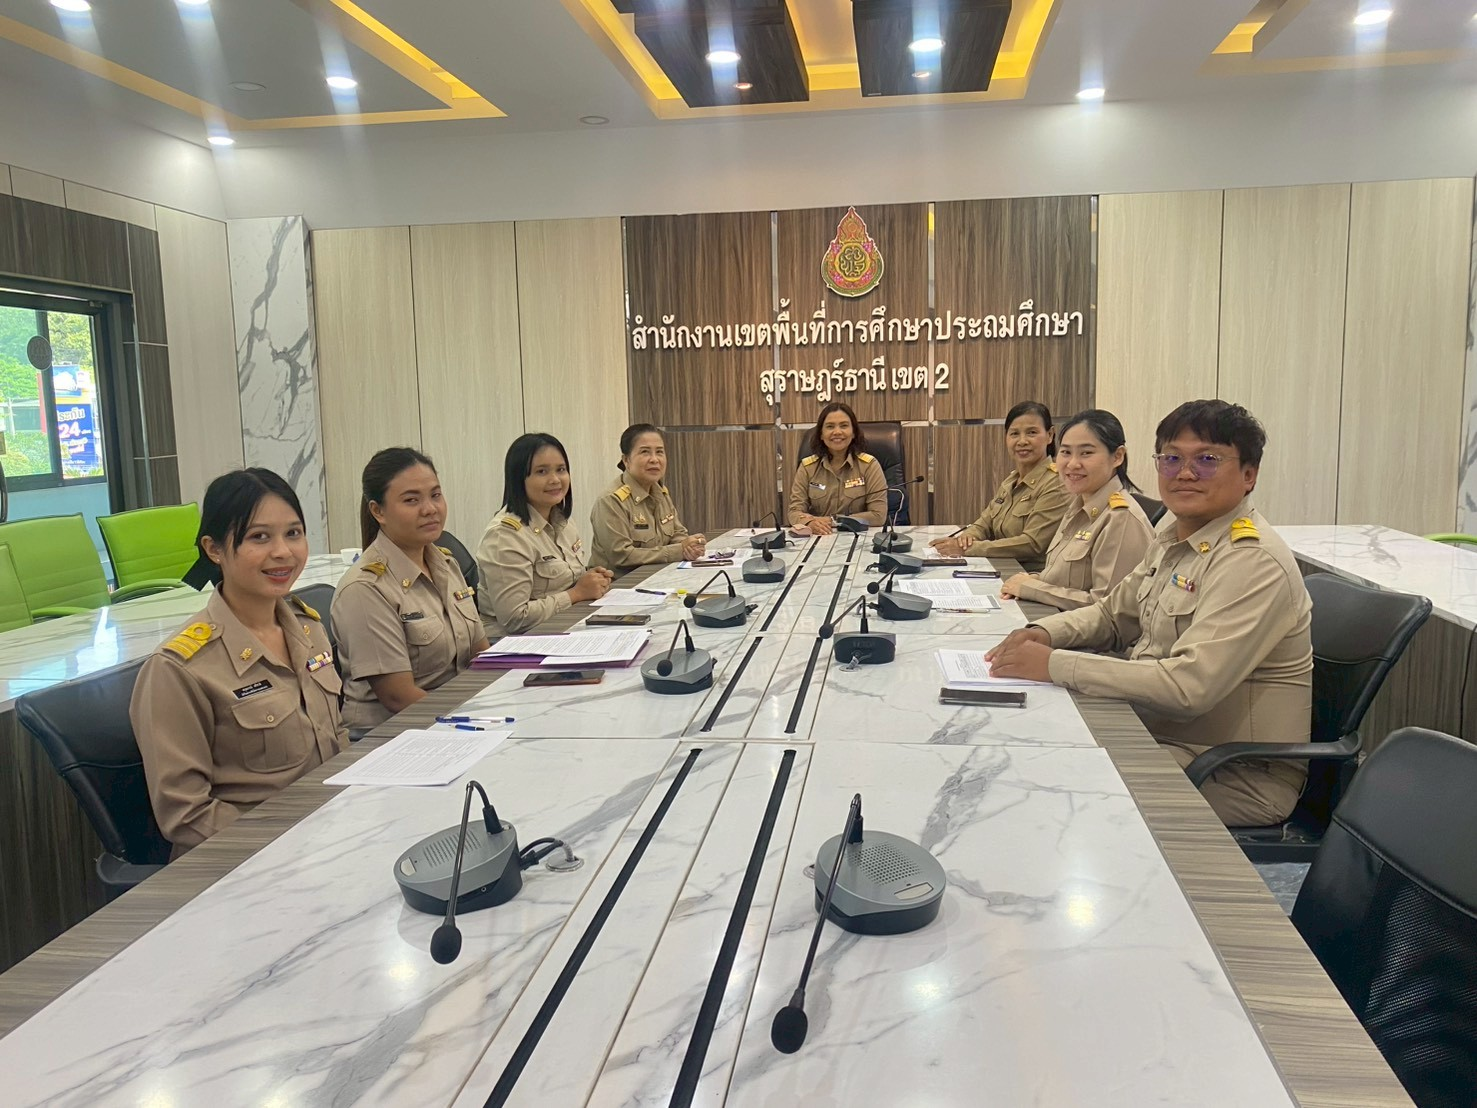 สำนักงานเขตพื้นที่การศึกษาประถมศึกษา
สุราษฎร์ธานี เขต 2
24